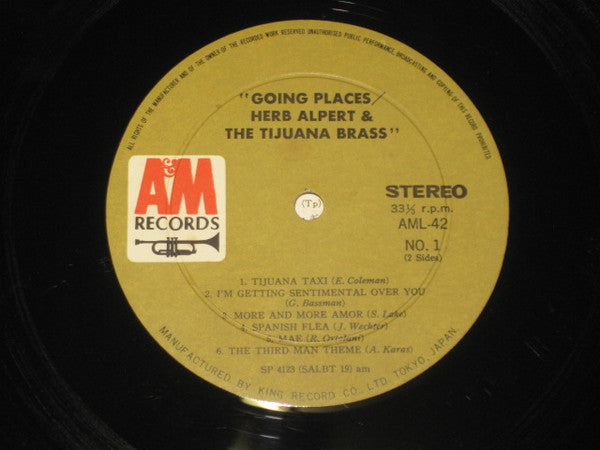 ALL RIGHTS OF THE MANUFACTURER AND OF THE OWNER OF THE RECORDED WORK RESERVED UNAUTHORISED PUBLIC PERFORMANCE, BROADCASTING AND COPYING OF THIS RECORD PROHIBITED
"GOING PLACES/
HERB ALPERT &
THE TIJUANA BRASS"
A&M
RECORDS
(Tp)
STEREO
33⅓ r.p.m.
AML-42
NO. 1
(2 Sides)
1. TIJUANA TAXI (E. Coleman)
2. I'M GETTING SENTIMENTAL OVER YOU
(G. Bassman)
3. MORE AND MORE AMOR (S. Lake)
4. SPANISH FLEA (J. Wechter)
5. MAE (R. Ortolani)
6. THE THIRD MAN THEME (A. Karas)
SP 4123 (SALBT 19) am
MANUFACTURED BY KING RECORD CO., LTD. TOKYO, JAPAN